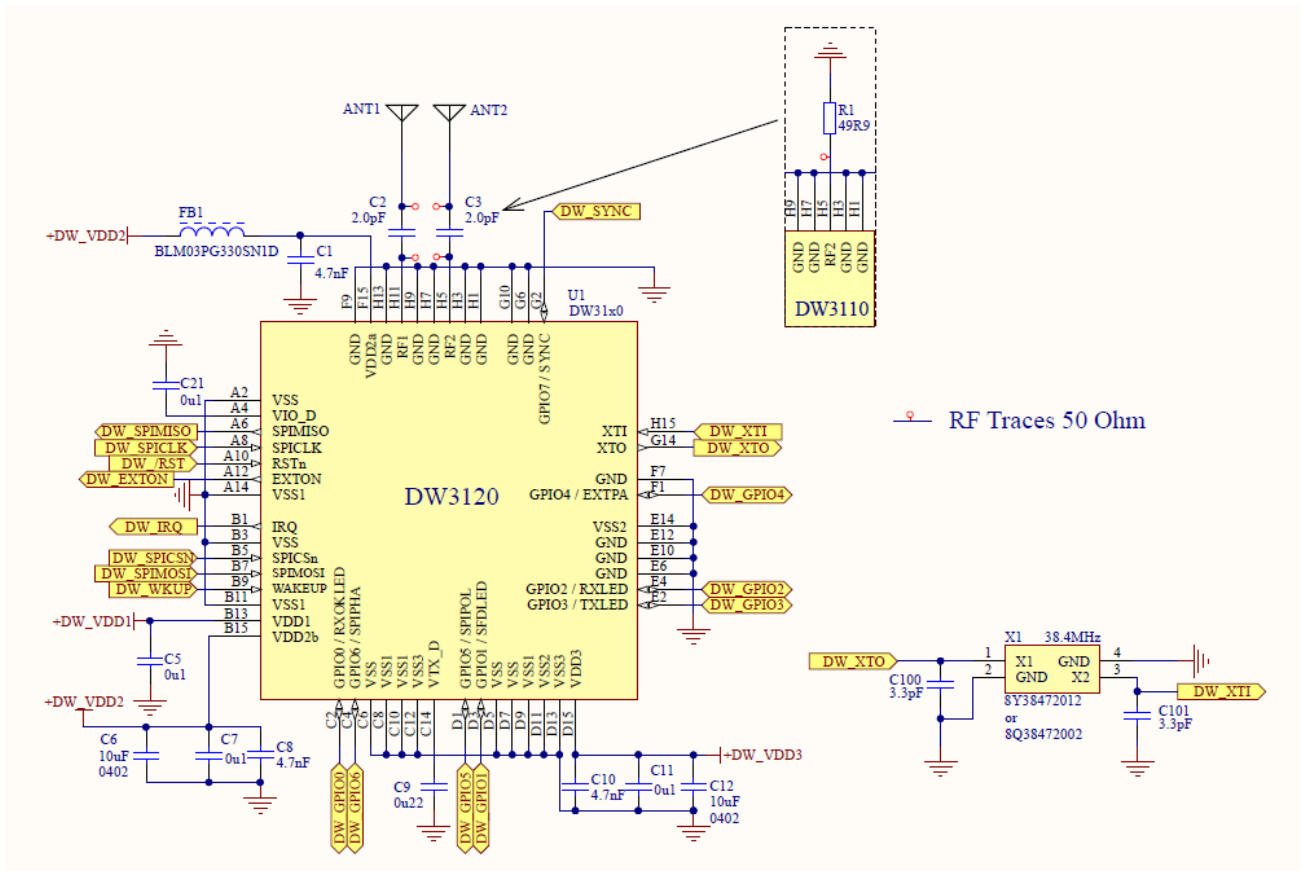 ANT1
ANT2
R1
49R9
C2
2.0pF
C3
2.0pF
DW_SYNC
H9
H7
H5
H3
H1
GND
GND
RF2
GND
GND
DW3110
FB1
+DW_VDD2
BLM03PG330SN1D
C1
4.7nF
F9
F15
H13
H11
H9
H7
H5
H3
H1
G10
G6
G2
U1
DW31x0
GND
VDD2a
GND
RF1
GND
GND
RF2
GND
GND
GND
GND
GPIO7 / SYNC
C21
0u1
A2 VSS
A4 VIO_D
DW_SPIMISO A6 SPIMISO
DW_SPICLK A8 SPICLK
DW_/RST A10 RSTn
DW_EXTON A12 EXTON
A14 VSS1
DW_IRQ B1 IRQ
B3 VSS
DW_SPICSN B5 SPICSn
DW_SPIMOSI B7 SPIMOSI
DW_WKUP B9 WAKEUP
B11 VSS1
+DW_VDD1 B13 VDD1
B15 VDD2b
DW3120
XTI H15 DW_XTI
XTO G14 DW_XTO
GND F7
GPIO4 / EXTPA F1 DW_GPIO4
VSS2 E14
GND E12
GND E10
GND E6
GPIO2 / RXLED E4 DW_GPIO2
GPIO3 / TXLED E2 DW_GPIO3
RF Traces 50 Ohm
GPIO0 / RXOKLED
GPIO6 / SPIPHA
VSS
VSS1
VSS1
VSS3
VTX_D
GPIO5 / SPIPOL
GPIO1 / SFDLED
VSS
VSS
VSS1
VSS2
VSS3
VDD3
C2
C4
C6
C8
C10
C12
C14
D1
D3
D5
D7
D9
D11
D13
D15
C5
0u1
+DW_VDD2
C6
10uF
0402
C7
0u1
C8
4.7nF
DW_GPIO0
DW_GPIO6
C9
0u22
DW_GPIO5
DW_GPIO1
+DW_VDD3
C10
4.7nF
C11
0u1
C12
10uF
0402
X1 38.4MHz
DW_XTO
1 X1 GND 4
2 GND X2 3
DW_XTI
C100
3.3pF
8Y38472012
or
8Q38472002
C101
3.3pF